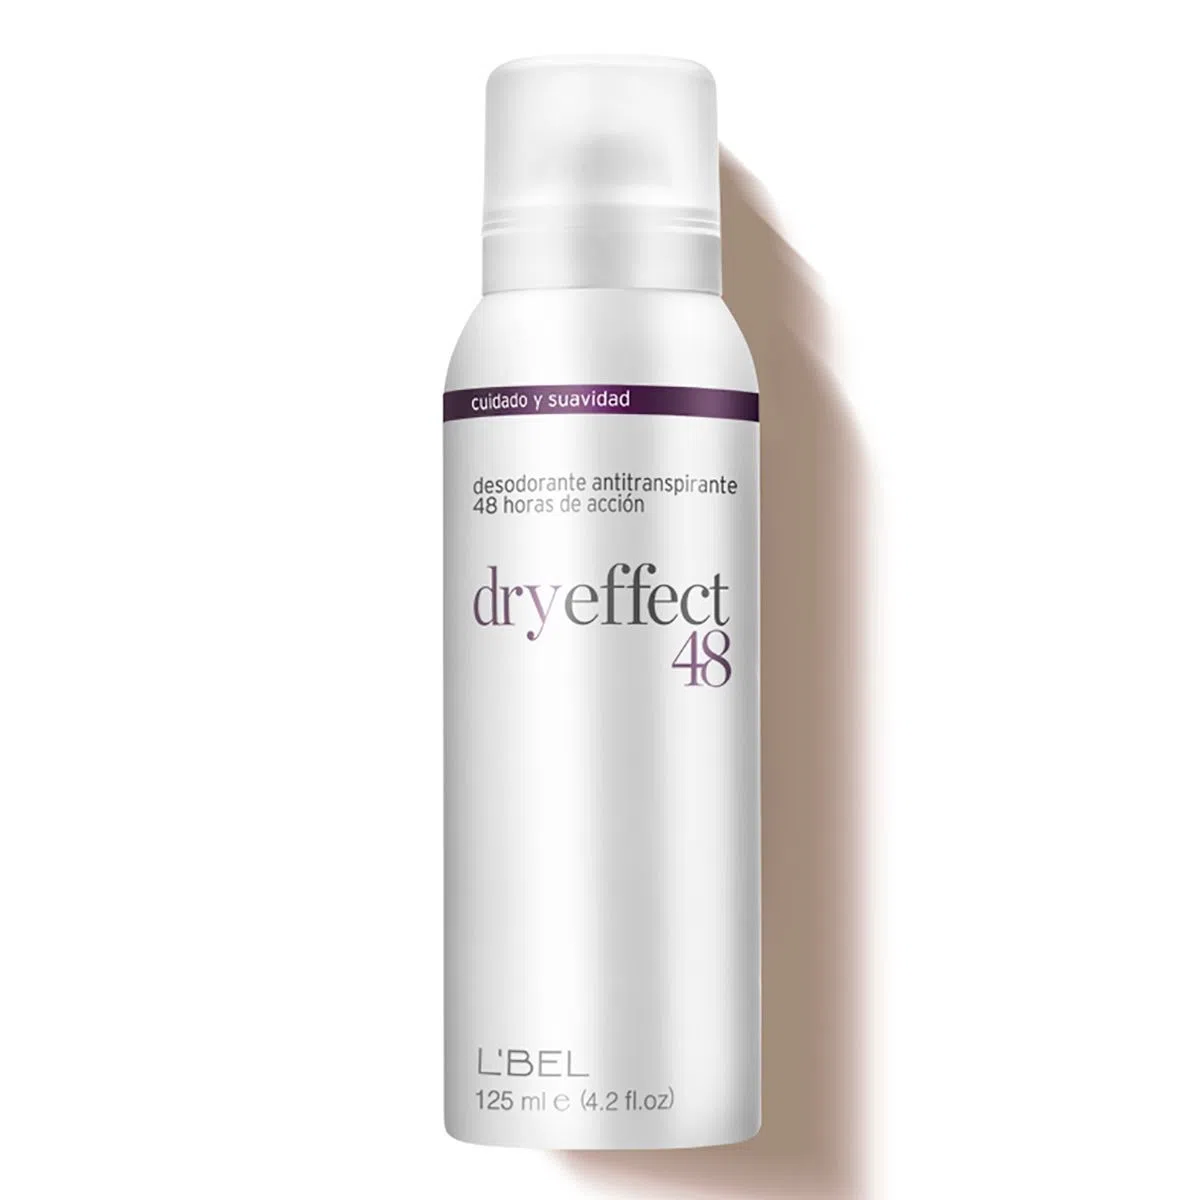 cuidado y suavidad
desodorante antitranspirante
48 horas de acción
dryeffect
48
L'BEL
125 ml e (4.2 fl.oz)